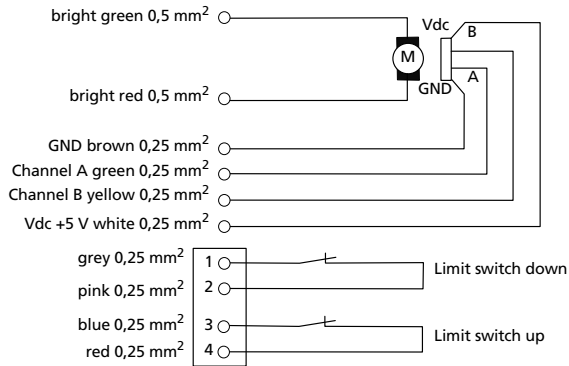 bright green 0,5 mm²
Vdc
B
M
A
GND
bright red 0,5 mm²
GND brown 0,25 mm²
Channel A green 0,25 mm²
Channel B yellow 0,25 mm²
Vdc +5 V white 0,25 mm²
grey 0,25 mm²
1
Limit switch down
pink 0,25 mm²
2
blue 0,25 mm²
3
Limit switch up
red 0,25 mm²
4